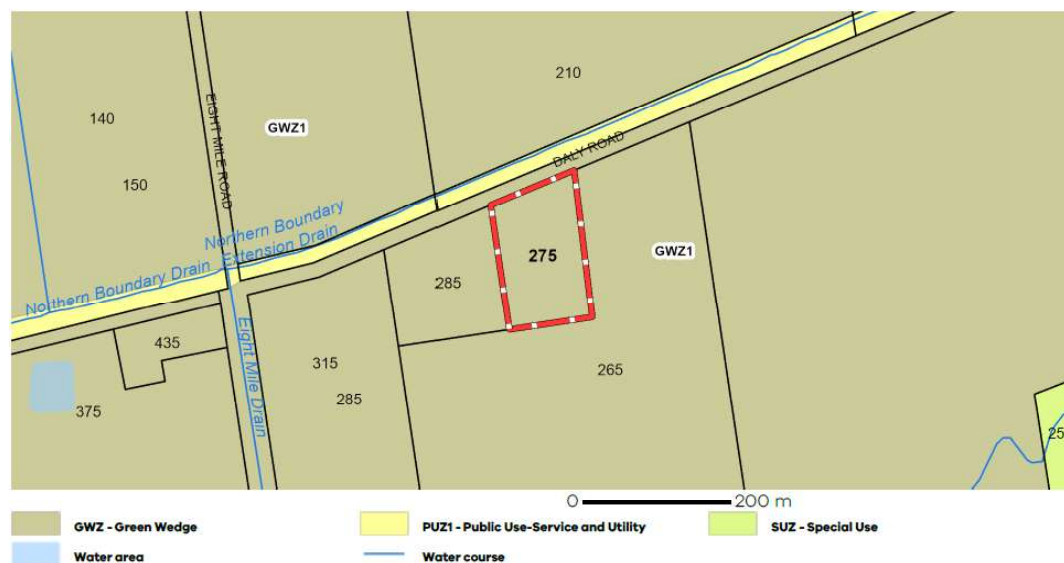 210
140
EIGHT MILE ROAD
GWZ1
DALY ROAD
150
Northern Boundary
Extension Drain
GWZ1
275
Northern Boundary Drain
285
Eight Mile Drain
435
315
265
285
375
25
0 200 m
GWZ - Green Wedge
PUZ1 - Public Use-Service and Utility
SUZ - Special Use
Water area
Water course